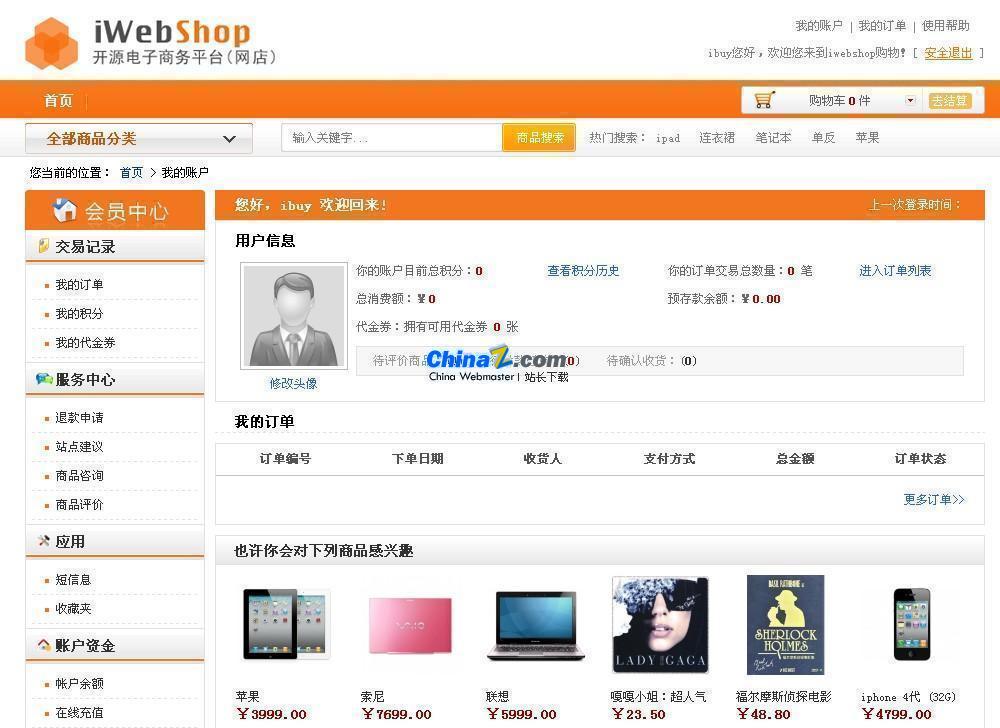 iWebShop
开源电子商务平台(网店)
我的账户 | 我的订单 | 使用帮助
ibuy您好，欢迎您来到iwebshop购物！[ 安全退出 ]
首页
购物车 0 件
去结算
全部商品分类
输入关键字...
商品搜索
热门搜索： ipad 连衣裙 笔记本 单反 苹果
您当前的位置： 首页 > 我的账户
会员中心
交易记录
我的订单
我的积分
我的代金券
服务中心
退款申请
站点建议
商品咨询
商品评价
应用
短信息
收藏夹
账户资金
帐户余额
在线充值
您好，ibuy 欢迎回来！
上一次登录时间：
用户信息
修改头像
你的账户目前总积分：0 查看积分历史 你的订单交易总数量：0 笔 进入订单列表
总消费额：￥0 预存款余额：￥0.00
代金券：拥有可用代金券 0 张
待评价商 0) 待确认收货： (0)
ChinaZ.com
China Webmaster | 站长下载
我的订单
订单编号 下单日期 收货人 支付方式 总金额 订单状态
更多订单>>
也许你会对下列商品感兴趣
VAIO
LADY GAGA
BASIL RATHBONE
SHERLOCK
HOLMES
苹果 索尼 联想 嘎嘎小姐：超人气 福尔摩斯侦探电影 iphone 4代 (32G)
￥3999.00 ￥7699.00 ￥5999.00 ￥23.50 ￥48.80 ￥4799.00